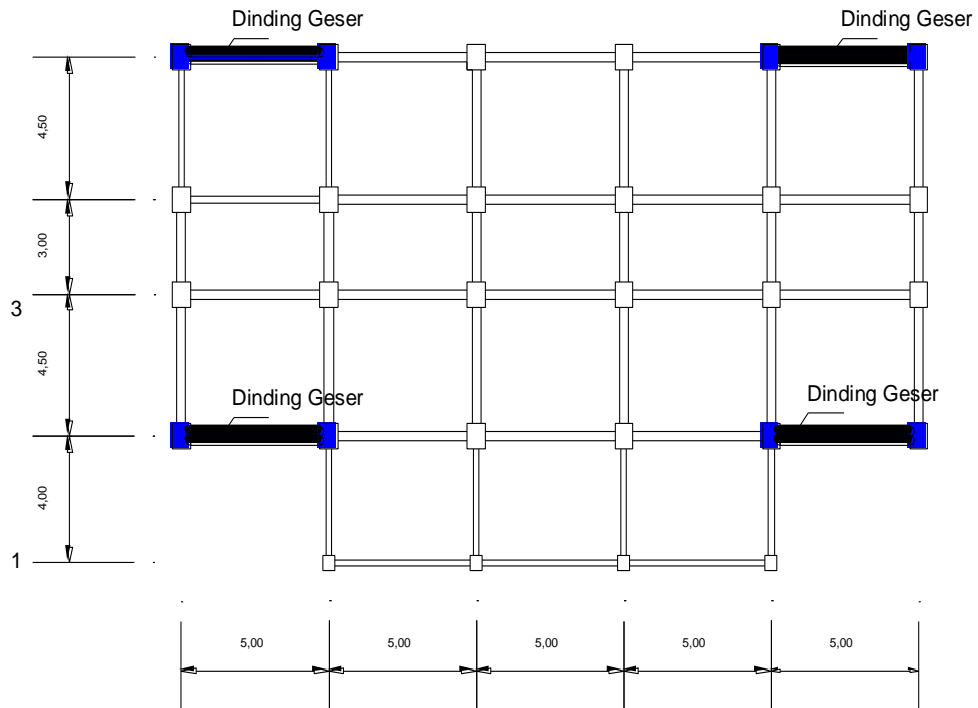 Dinding Geser
Dinding Geser
4,50
3,00
3
4,50
Dinding Geser
Dinding Geser
4,00
1
5,00 5,00 5,00 5,00 5,00